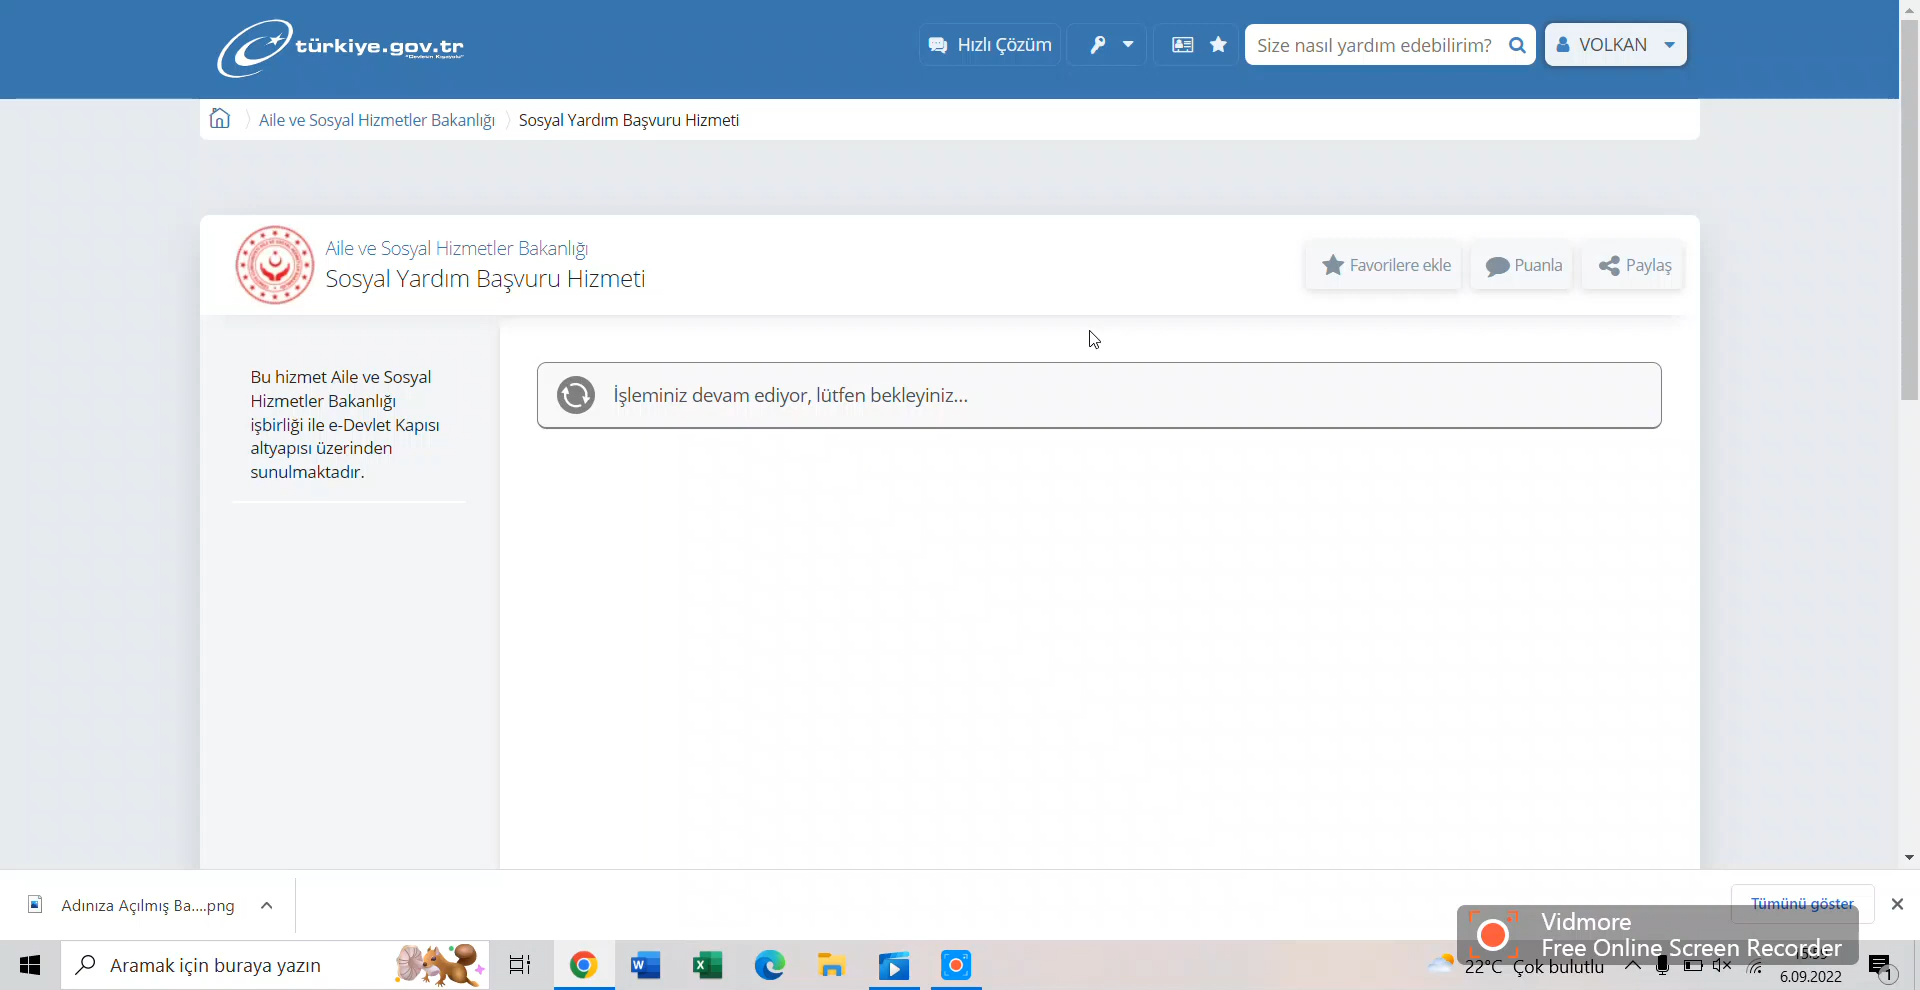 türkiye.gov.tr
Hızlı Çözüm
Size nasıl yardım edebilirim?
VOLKAN
Aile ve Sosyal Hizmetler Bakanlığı
Sosyal Yardım Başvuru Hizmeti
Aile ve Sosyal Hizmetler Bakanlığı
Sosyal Yardım Başvuru Hizmeti
Favorilere ekle
Puanla
Paylaş
Bu hizmet Aile ve Sosyal
Hizmetler Bakanlığı
işbirliği ile e-Devlet Kapısı
altyapısı üzerinden
sunulmaktadır.
İşleminiz devam ediyor, lütfen bekleyiniz...
Adınıza Açılmış Ba....png
Tümünü göster
Vidmore
Free Online Screen Recorder
Aramak için buraya yazın
22°C Çok bulutlu
6.09.2022
1